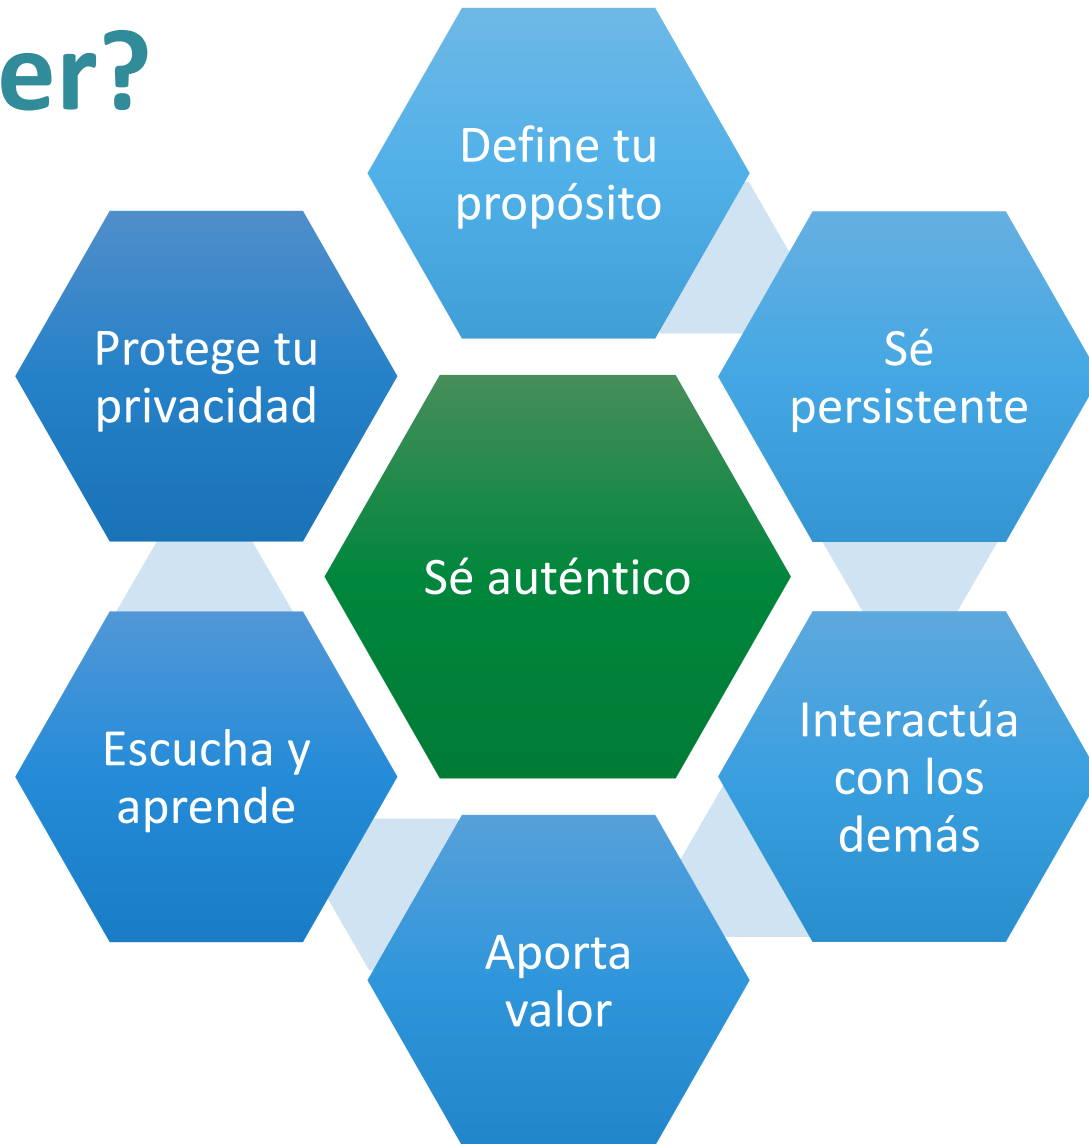 er?
Define tu
propósito
Sé
persistente
Interactúa
con los
demás
Aporta
valor
Escucha y
aprende
Protege tu
privacidad
Sé auténtico